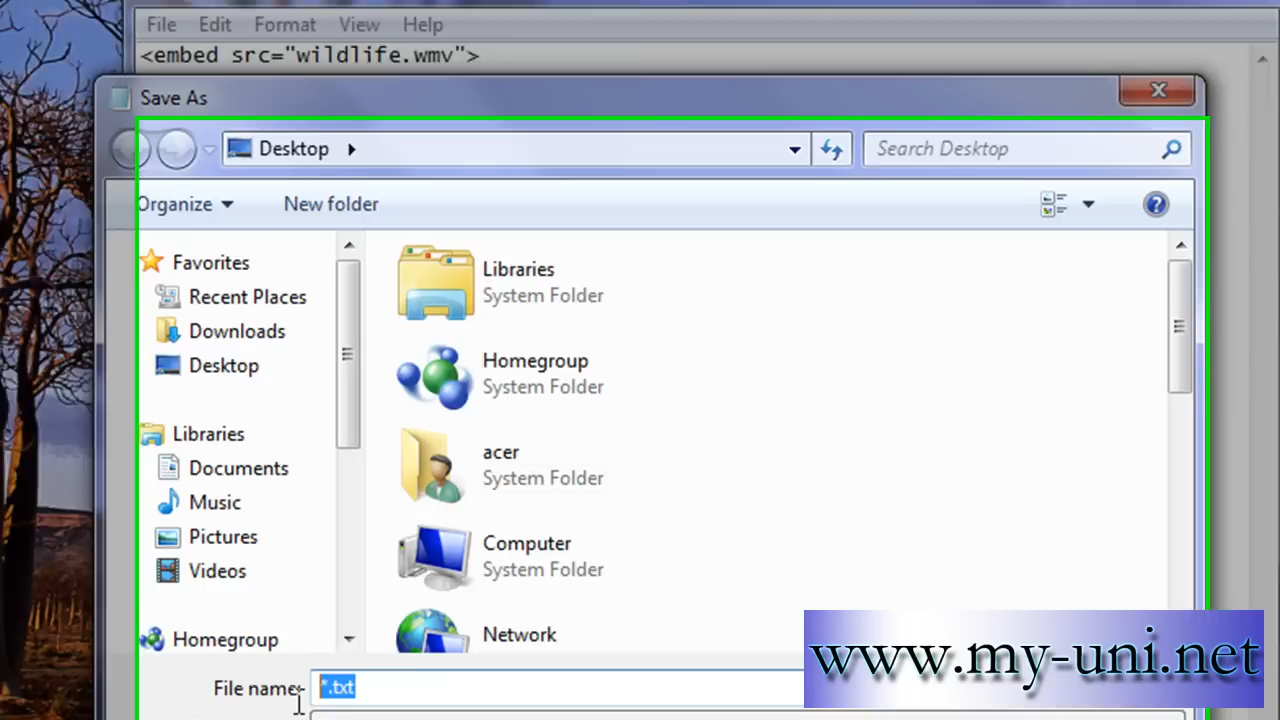 File Edit Format View Help
<embed src="wildlife.wmv">
Save As
Desktop
Search Desktop
Organize
New folder
Favorites
Recent Places
Downloads
Desktop
Libraries
Documents
Music
Pictures
Videos
Homegroup
Libraries
System Folder
Homegroup
System Folder
acer
System Folder
Computer
System Folder
Network
File name:
*.txt
www.my-uni.net